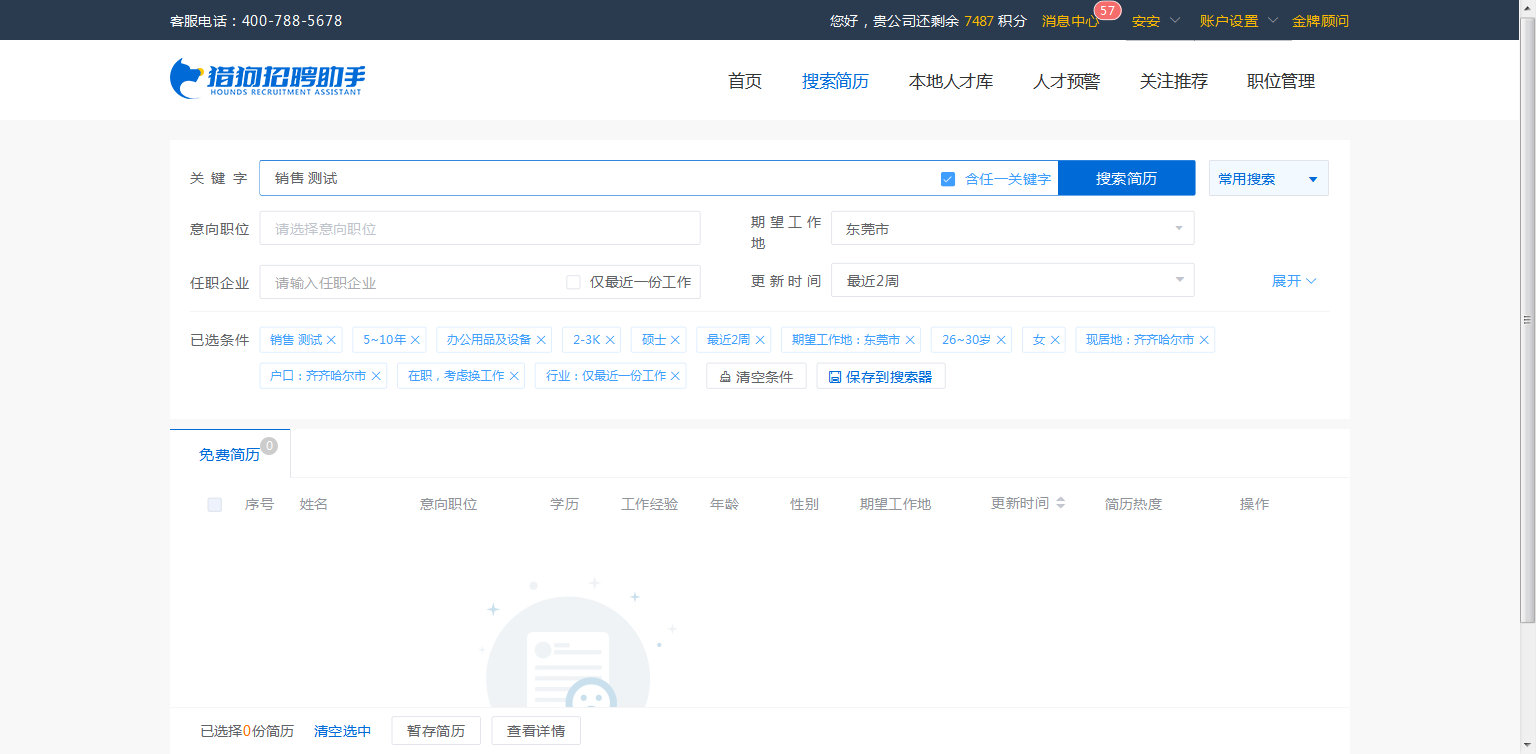 客服电话：400-788-5678 您好，贵公司还剩余 7487 积分 消息中心 57 安安 账户设置 金牌顾问
猎狗招聘助手
HOUNDS RECRUITMENT ASSISTANT
首页 搜索简历 本地人才库 人才预警 关注推荐 职位管理
关键字 销售 测试 含任一关键字 搜索简历 常用搜索
意向职位 请选择意向职位 期望工作地 东莞市
任职企业 请输入任职企业 仅最近一份工作 更新时间 最近2周 展开
已选条件 销售 测试 5~10年 办公用品及设备 2-3K 硕士 最近2周 期望工作地：东莞市 26~30岁 女 现居地：齐齐哈尔市
户口：齐齐哈尔市 在职，考虑换工作 行业：仅最近一份工作 清空条件 保存到搜索器
免费简历 0
序号 姓名 意向职位 学历 工作经验 年龄 性别 期望工作地 更新时间 简历热度 操作
已选择0份简历 清空选中 暂存简历 查看详情